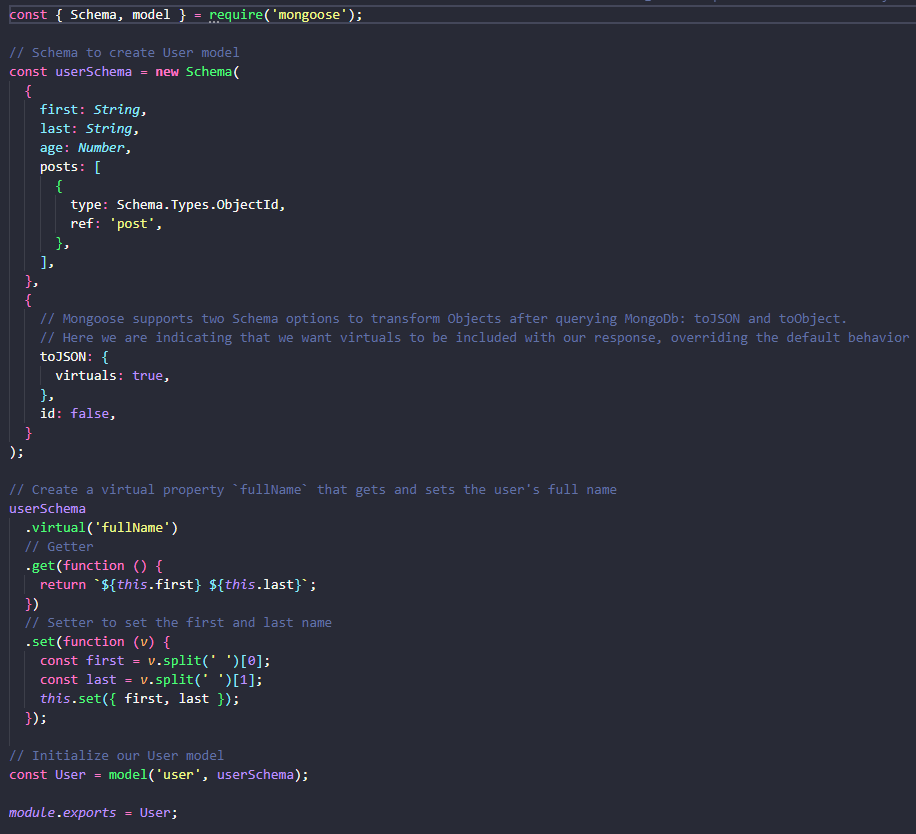 const { Schema, model } = require('mongoose');
// Schema to create User model
const userSchema = new Schema(
  {
    first: String,
    last: String,
    age: Number,
    posts: [
      {
        type: Schema.Types.ObjectId,
        ref: 'post',
      },
    ],
  },
  {
    // Mongoose supports two Schema options to transform Objects after querying MongoDb: toJSON and toObject.
    // Here we are indicating that we want virtuals to be included with our response, overriding the default behavior
    toJSON: {
      virtuals: true,
    },
    id: false,
  }
);
// Create a virtual property `fullName` that gets and sets the user's full name
userSchema
  .virtual('fullName')
  // Getter
  .get(function () {
    return `${this.first} ${this.last}`;
  })
  // Setter to set the first and last name
  .set(function (v) {
    const first = v.split(' ')[0];
    const last = v.split(' ')[1];
    this.set({ first, last });
  });
// Initialize our User model
const User = model('user', userSchema);
module.exports = User;